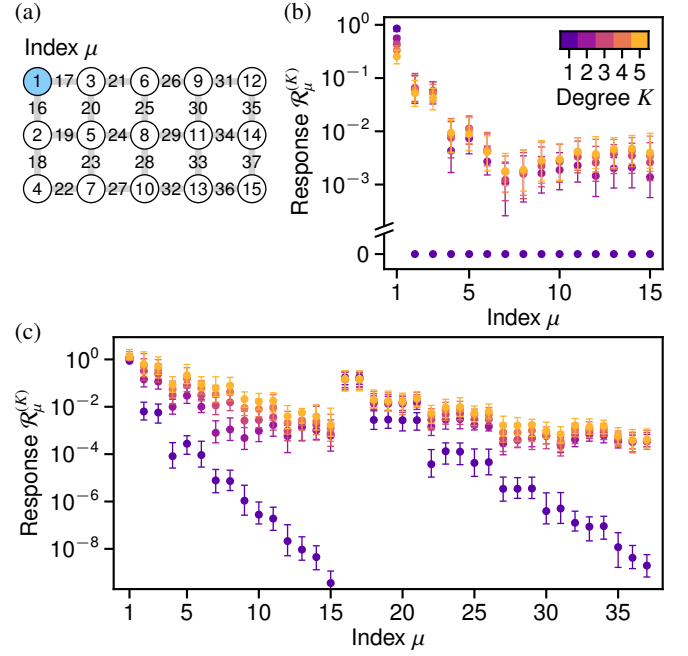 (a)
Index μ
1 17 3 21 6 26 9 31 12
16 20 25 30 35
2 19 5 24 8 29 11 34 14
18 23 28 33 37
4 22 7 27 10 32 13 36 15
(b)
Response R_μ^(K)
10^0
10^−1
10^−2
10^−3
0
1 2 3 4 5
Degree K
1 5 10 15
Index μ
(c)
Response R_μ^(K)
10^0
10^−2
10^−4
10^−6
10^−8
1 5 10 15 20 25 30 35
Index μ